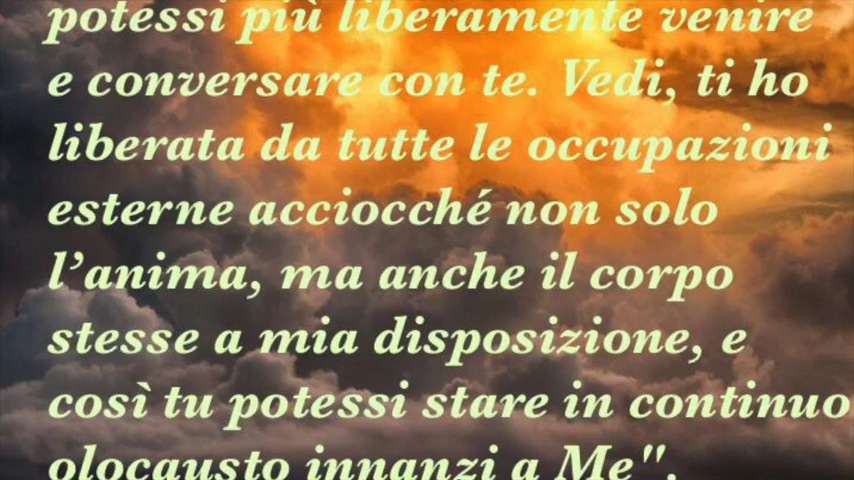 potessi più liberamente venire
e conversare con te. Vedi, ti ho
liberata da tutte le occupazioni
esterne acciocché non solo
l’anima, ma anche il corpo
stesse a mia disposizione, e
così tu potessi stare in continuo
olocausto innanzi a Me".